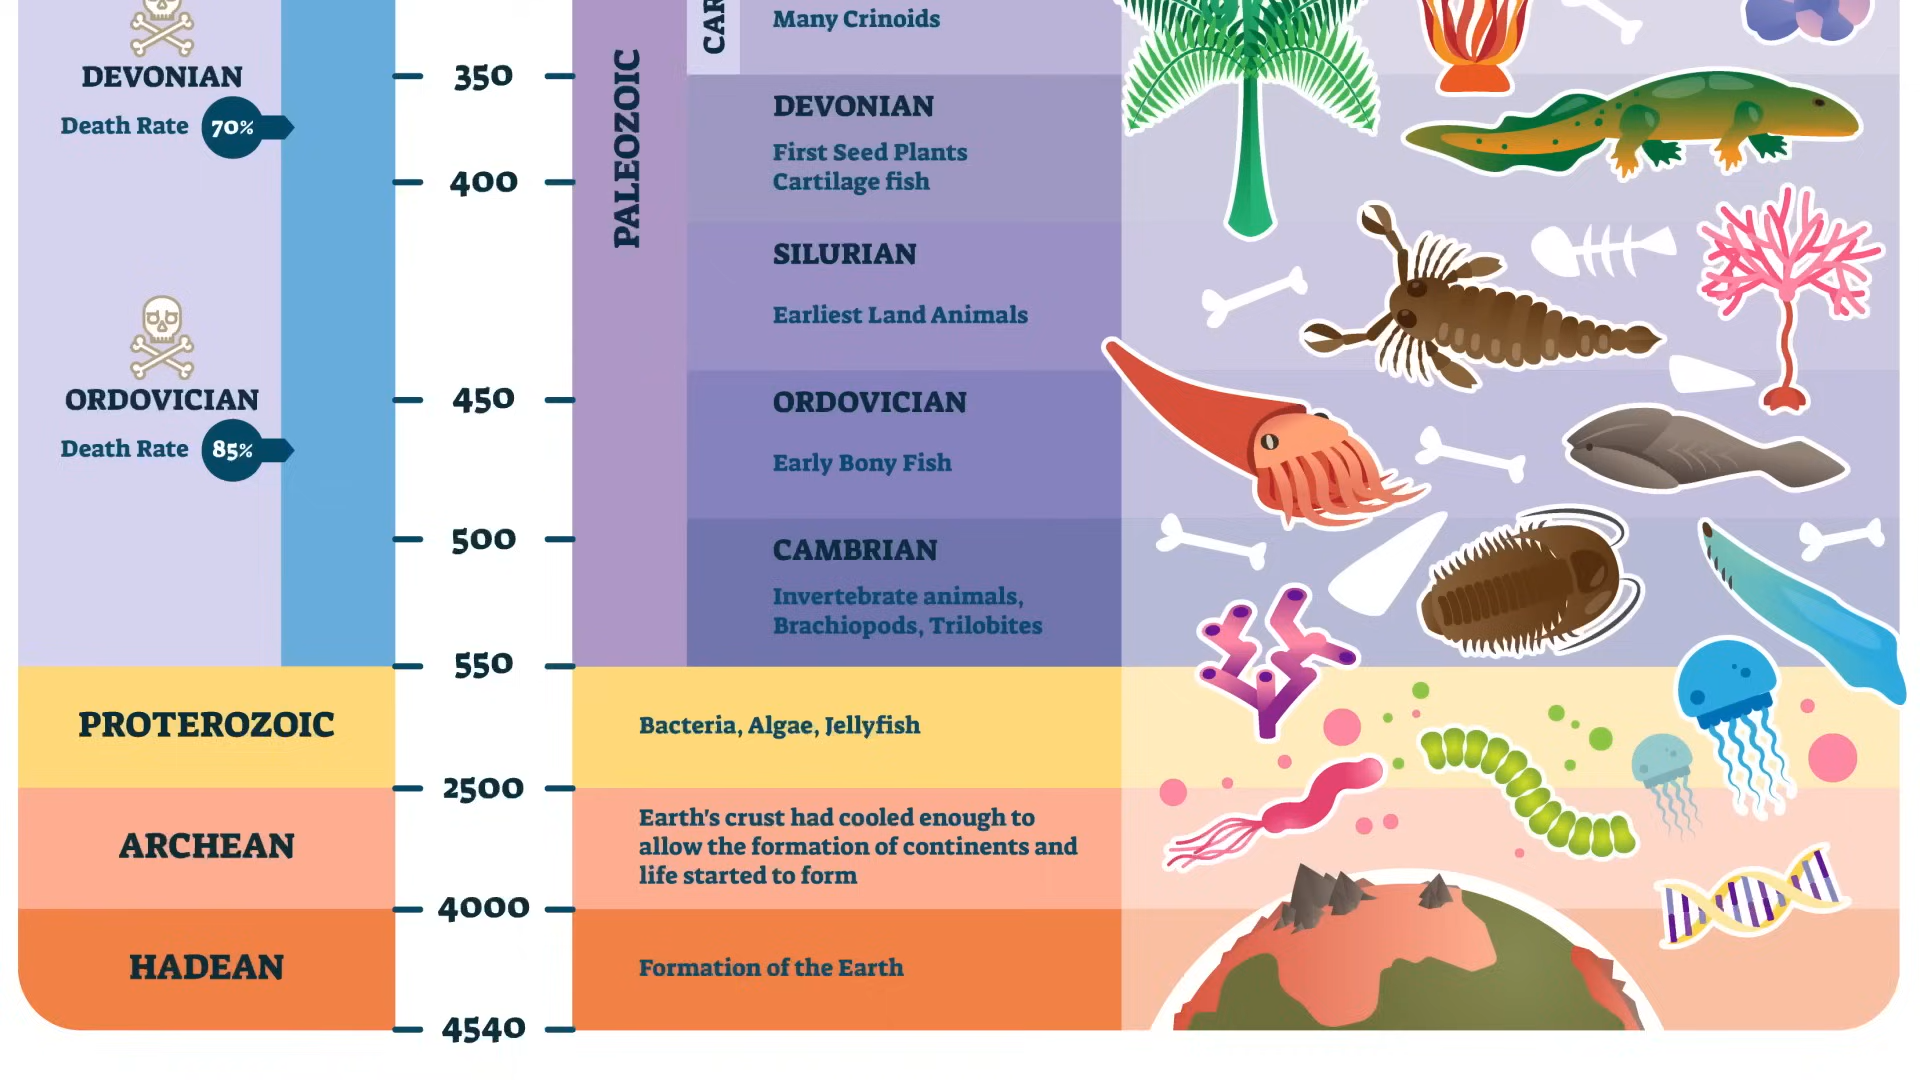 DEVONIAN
Death Rate 70%
ORDOVICIAN
Death Rate 85%
350
400
450
500
550
2500
4000
4540
PROTEROZOIC
ARCHEAN
HADEAN
PALEOZOIC
CAR
Many Crinoids
DEVONIAN
First Seed Plants
Cartilage fish
SILURIAN
Earliest Land Animals
ORDOVICIAN
Early Bony Fish
CAMBRIAN
Invertebrate animals,
Brachiopods, Trilobites
Bacteria, Algae, Jellyfish
Earth's crust had cooled enough to
allow the formation of continents and
life started to form
Formation of the Earth